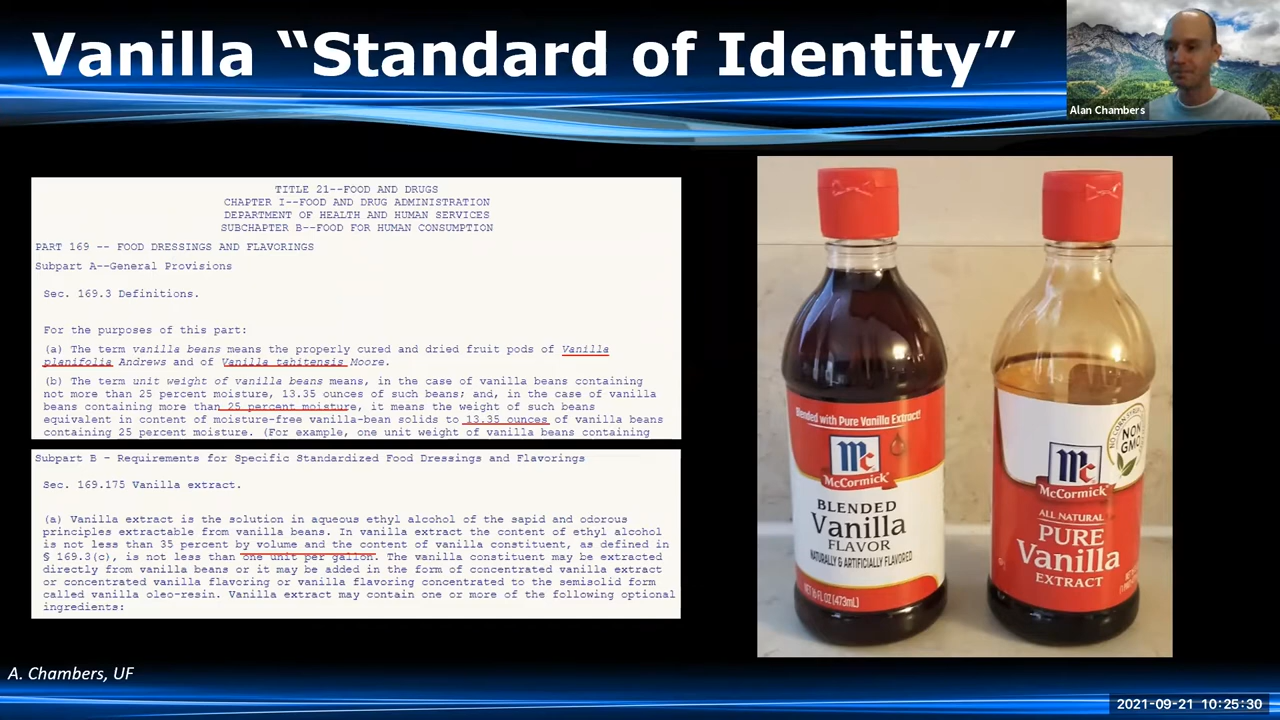 Vanilla “Standard of Identity”
Alan Chambers
TITLE 21--FOOD AND DRUGS
CHAPTER I--FOOD AND DRUG ADMINISTRATION
DEPARTMENT OF HEALTH AND HUMAN SERVICES
SUBCHAPTER B--FOOD FOR HUMAN CONSUMPTION
PART 169 -- FOOD DRESSINGS AND FLAVORINGS
Subpart A--General Provisions
Sec. 169.3 Definitions.
For the purposes of this part:
(a) The term vanilla beans means the properly cured and dried fruit pods of Vanilla
planifolia Andrews and of Vanilla tahitensis Moore.
(b) The term unit weight of vanilla beans means, in the case of vanilla beans containing
not more than 25 percent moisture, 13.35 ounces of such beans; and, in the case of vanilla
beans containing more than 25 percent moisture, it means the weight of such beans
equivalent in content of moisture-free vanilla-bean solids to 13.35 ounces of vanilla beans
containing 25 percent moisture. (For example, one unit weight of vanilla beans containing
Subpart B - Requirements for Specific Standardized Food Dressings and Flavorings
Sec. 169.175 Vanilla extract.
(a) Vanilla extract is the solution in aqueous ethyl alcohol of the sapid and odorous
principles extractable from vanilla beans. In vanilla extract the content of ethyl alcohol
is not less than 35 percent by volume and the content of vanilla constituent, as defined in
§ 169.3(c), is not less than one unit per gallon. The vanilla constituent may be extracted
directly from vanilla beans or it may be added in the form of concentrated vanilla extract
or concentrated vanilla flavoring or vanilla flavoring concentrated to the semisolid form
called vanilla oleo-resin. Vanilla extract may contain one or more of the following optional
ingredients:
Blended with Pure Vanilla Extract!
Mc
McCormick
BLENDED
Vanilla
FLAVOR
NATURALLY & ARTIFICIALLY FLAVORED
NET 16 FL OZ (473mL)
NO CORN SYRUP
NON
GMO
Mc
McCormick
ALL NATURAL
PURE
Vanilla
EXTRACT
A. Chambers, UF
2021-09-21 10:25:30